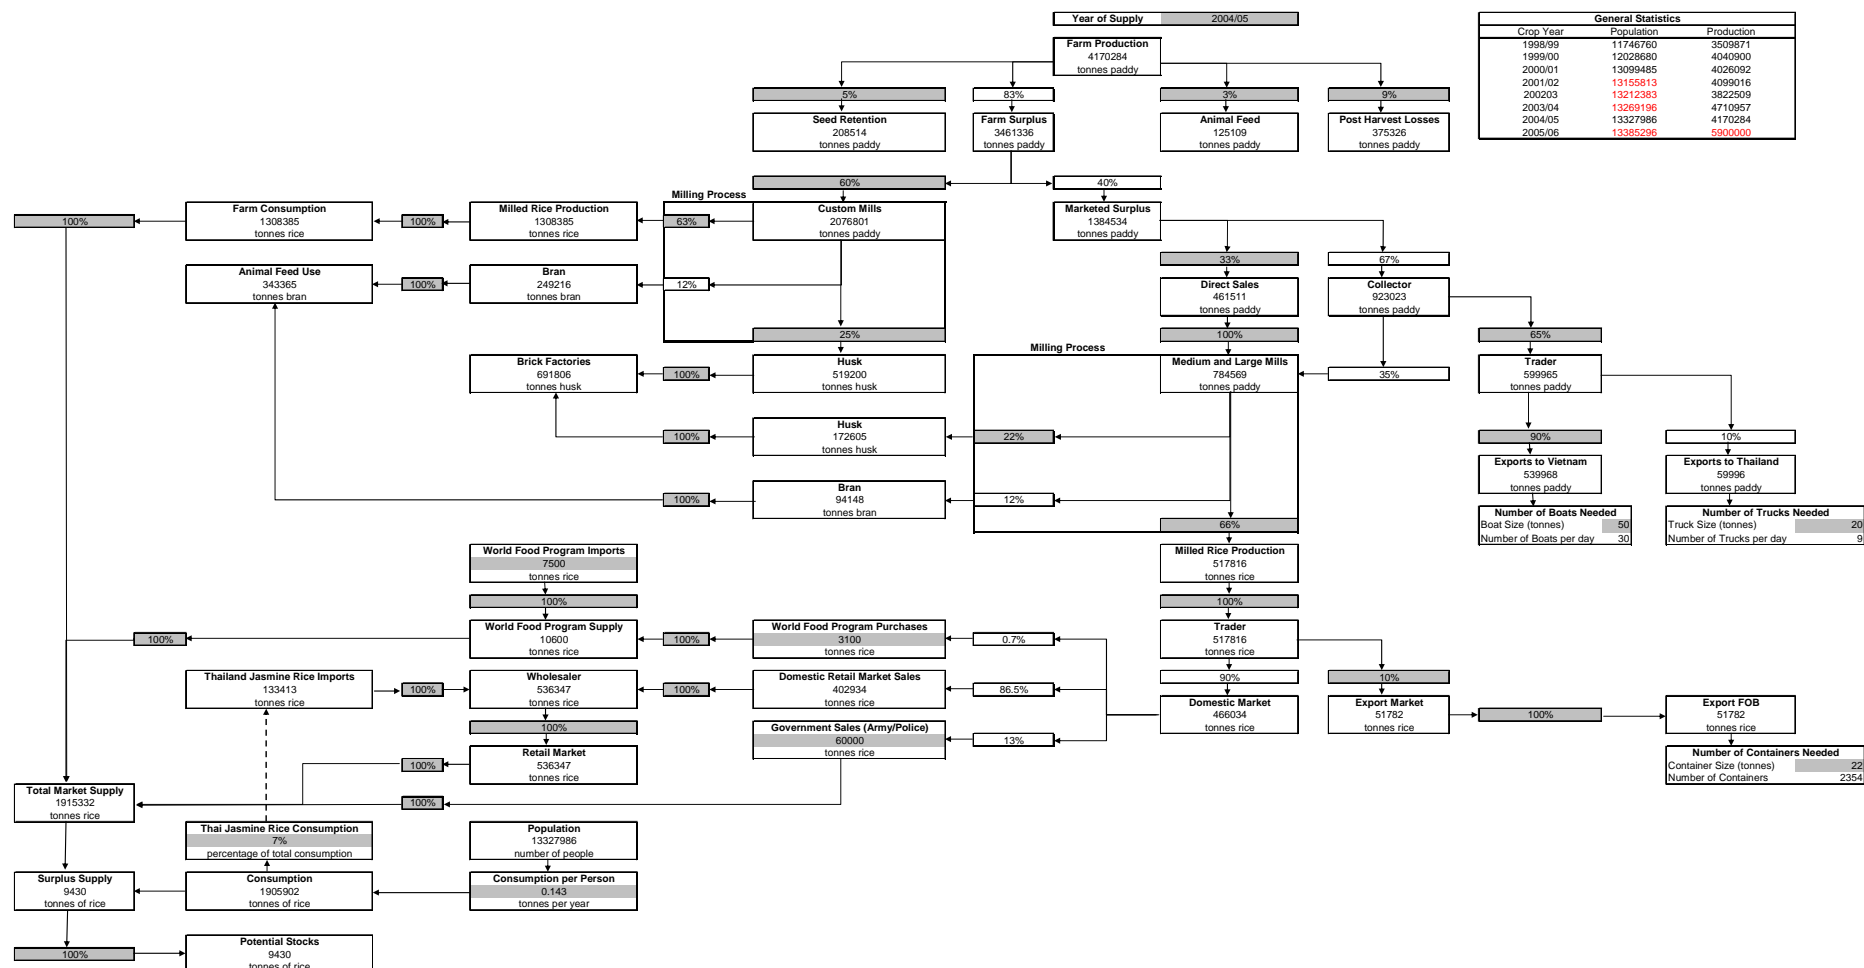 Year of Supply 2004/05
General Statistics
Crop Year Population Production
1998/99 11746760 3509871
1999/00 12028680 4040900
2000/01 13099485 4026092
2001/02 13155813 4099016
200203 13212383 3822509
2003/04 13269196 4710957
2004/05 13327986 4170284
2005/06 13385296 5900000
Farm Production
4170284
tonnes paddy
5% 83% 3% 9%
Seed Retention
208514
tonnes paddy
Farm Surplus
3461336
tonnes paddy
Animal Feed
125109
tonnes paddy
Post Harvest Losses
375326
tonnes paddy
60% 40%
Milling Process
100%
Farm Consumption
1308385
tonnes rice
100%
Milled Rice Production
1308385
tonnes rice
63%
Custom Mills
2076801
tonnes paddy
Marketed Surplus
1384534
tonnes paddy
33% 67%
Animal Feed Use
343365
tonnes bran
100%
Bran
249216
tonnes bran
12%
Direct Sales
461511
tonnes paddy
Collector
923023
tonnes paddy
25% 100% 65%
Milling Process
Brick Factories
691806
tonnes husk
100%
Husk
519200
tonnes husk
Medium and Large Mills
784569
tonnes paddy
35%
Trader
599965
tonnes paddy
Husk
172605
tonnes husk
100% 22% 90% 10%
Exports to Vietnam
539968
tonnes paddy
Exports to Thailand
59996
tonnes paddy
100%
Bran
94148
tonnes bran
12%
Number of Boats Needed
Boat Size (tonnes) 50
Number of Boats per day 30
Number of Trucks Needed
Truck Size (tonnes) 20
Number of Trucks per day 9
66%
World Food Program Imports
7500
tonnes rice
Milled Rice Production
517816
tonnes rice
100% 100%
100%
World Food Program Supply
10600
tonnes rice
100%
World Food Program Purchases
3100
tonnes rice
0.7%
Trader
517816
tonnes rice
90% 10%
Thailand Jasmine Rice Imports
133413
tonnes rice
100%
Wholesaler
536347
tonnes rice
100%
Domestic Retail Market Sales
402934
tonnes rice
86.5%
Domestic Market
466034
tonnes rice
Export Market
51782
tonnes rice
100%
Export FOB
51782
tonnes rice
100%
Government Sales (Army/Police)
60000
tonnes rice
13%
Number of Containers Needed
Container Size (tonnes) 22
Number of Containers 2354
100%
Retail Market
536347
tonnes rice
Total Market Supply
1915332
tonnes rice
100%
Thai Jasmine Rice Consumption
7%
percentage of total consumption
Population
13327986
number of people
Surplus Supply
9430
tonnes of rice
Consumption
1905902
tonnes of rice
Consumption per Person
0.143
tonnes per year
100%
Potential Stocks
9430
tonnes of rice